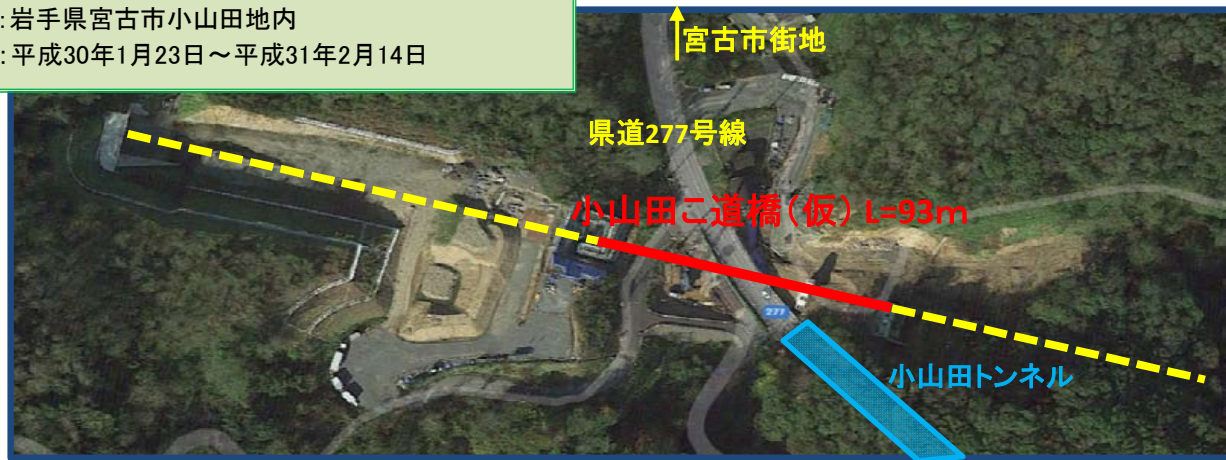 ：岩手県宮古市小山田地内
：平成30年1月23日～平成31年2月14日
宮古市街地
県道277号線
小山田こ道橋（仮） L=93m
277
小山田トンネル